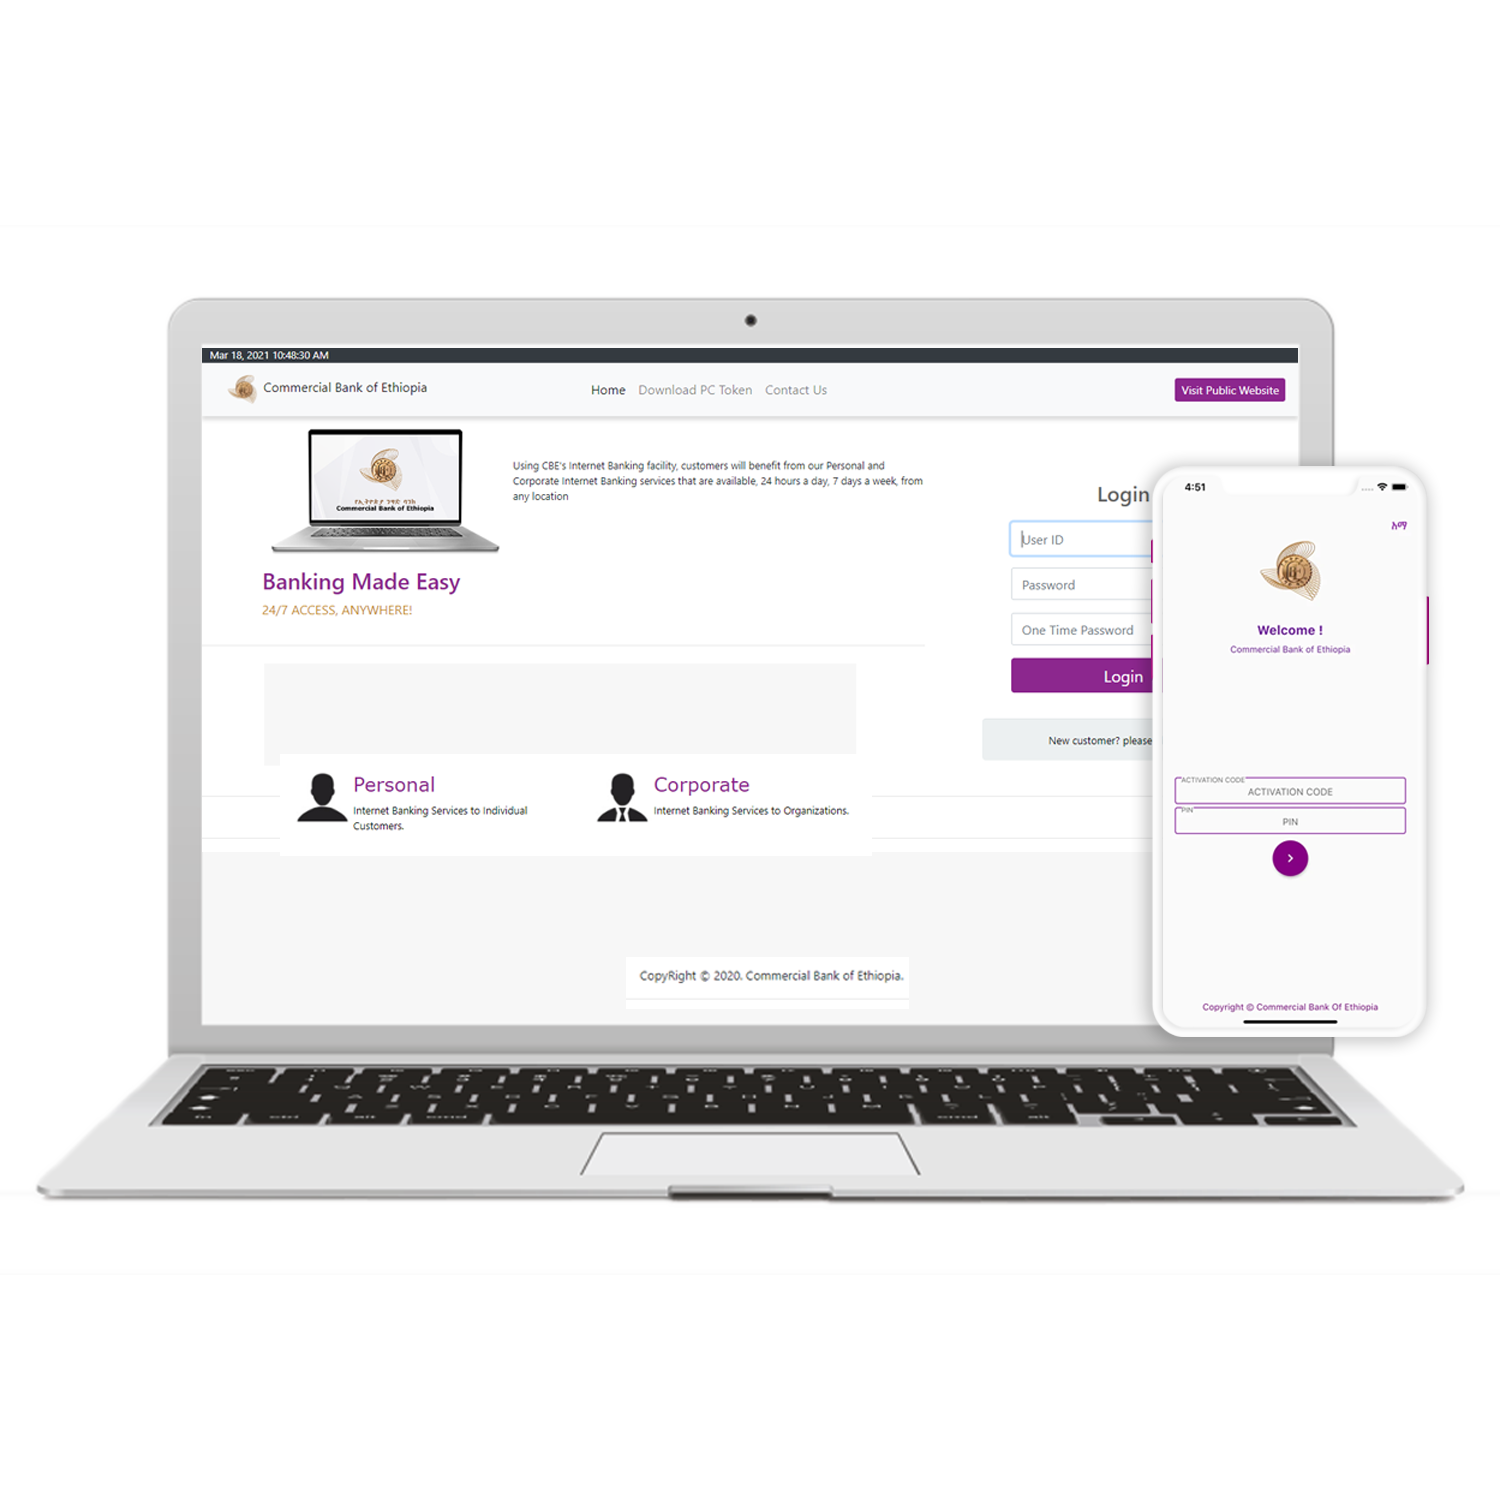 Mar 18, 2021 10:48:30 AM
Commercial Bank of Ethiopia
Home
Download PC Token
Contact Us
Visit Public Website
የኢትዮጵያ ንግድ ባንክ
Commercial Bank of Ethiopia
Using CBE's Internet Banking facility, customers will benefit from our Personal and
Corporate Internet Banking services that are available, 24 hours a day, 7 days a week, from
any location
Banking Made Easy
24/7 ACCESS, ANYWHERE!
Login
User ID
Password
One Time Password
Login
New customer? please
Personal
Internet Banking Services to Individual
Customers.
Corporate
Internet Banking Services to Organizations.
CopyRight © 2020. Commercial Bank of Ethiopia.
4:51
አማ
Welcome !
Commercial Bank of Ethiopia
ACTIVATION CODE
ACTIVATION CODE
PIN
PIN
Copyright © Commercial Bank Of Ethiopia